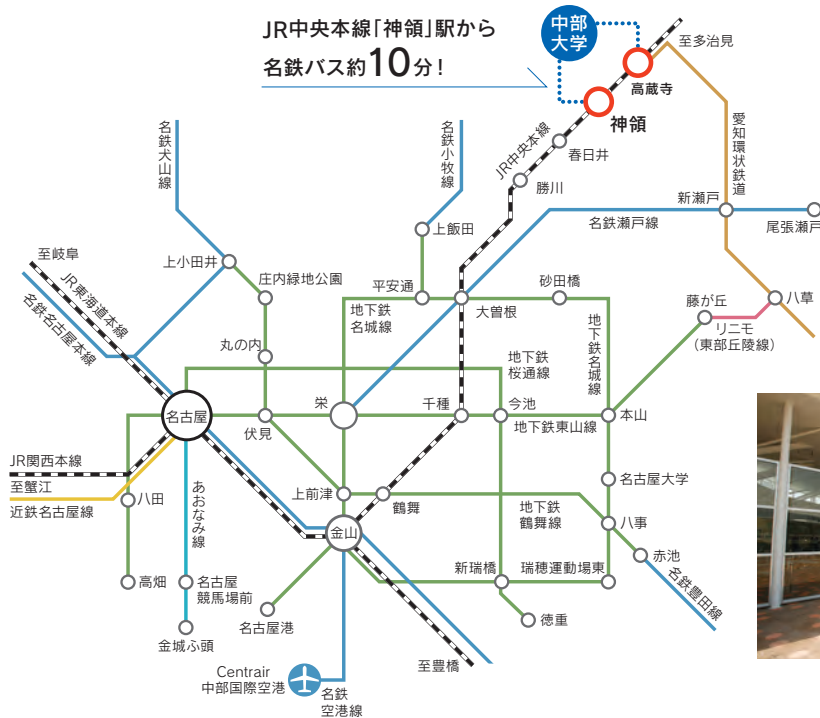 JR中央本線「神領」駅から
名鉄バス約10分！
中部
大学
至多治見
高蔵寺
神領
春日井
JR中央本線
勝川
愛知環状鉄道
名鉄犬山線
名鉄小牧線
上飯田
新瀬戸
名鉄瀬戸線
尾張瀬戸
至岐阜
上小田井
JR東海道本線
名鉄名古屋本線
庄内緑地公園
平安通
地下鉄
名城線
大曽根
砂田橋
藤が丘
八草
リニモ
（東部丘陵線）
丸の内
地下鉄
桜通線
地下鉄名城線
名古屋
伏見
栄
千種
今池
地下鉄東山線
本山
JR関西本線
至蟹江
近鉄名古屋線
八田
あおなみ線
上前津
鶴舞
地下鉄
鶴舞線
名古屋大学
八事
金山
赤池
名鉄豊田線
高畑
名古屋
競馬場前
名古屋港
新瑞橋
瑞穂運動場東
徳重
金城ふ頭
至豊橋
Centrair
中部国際空港
名鉄
空港線